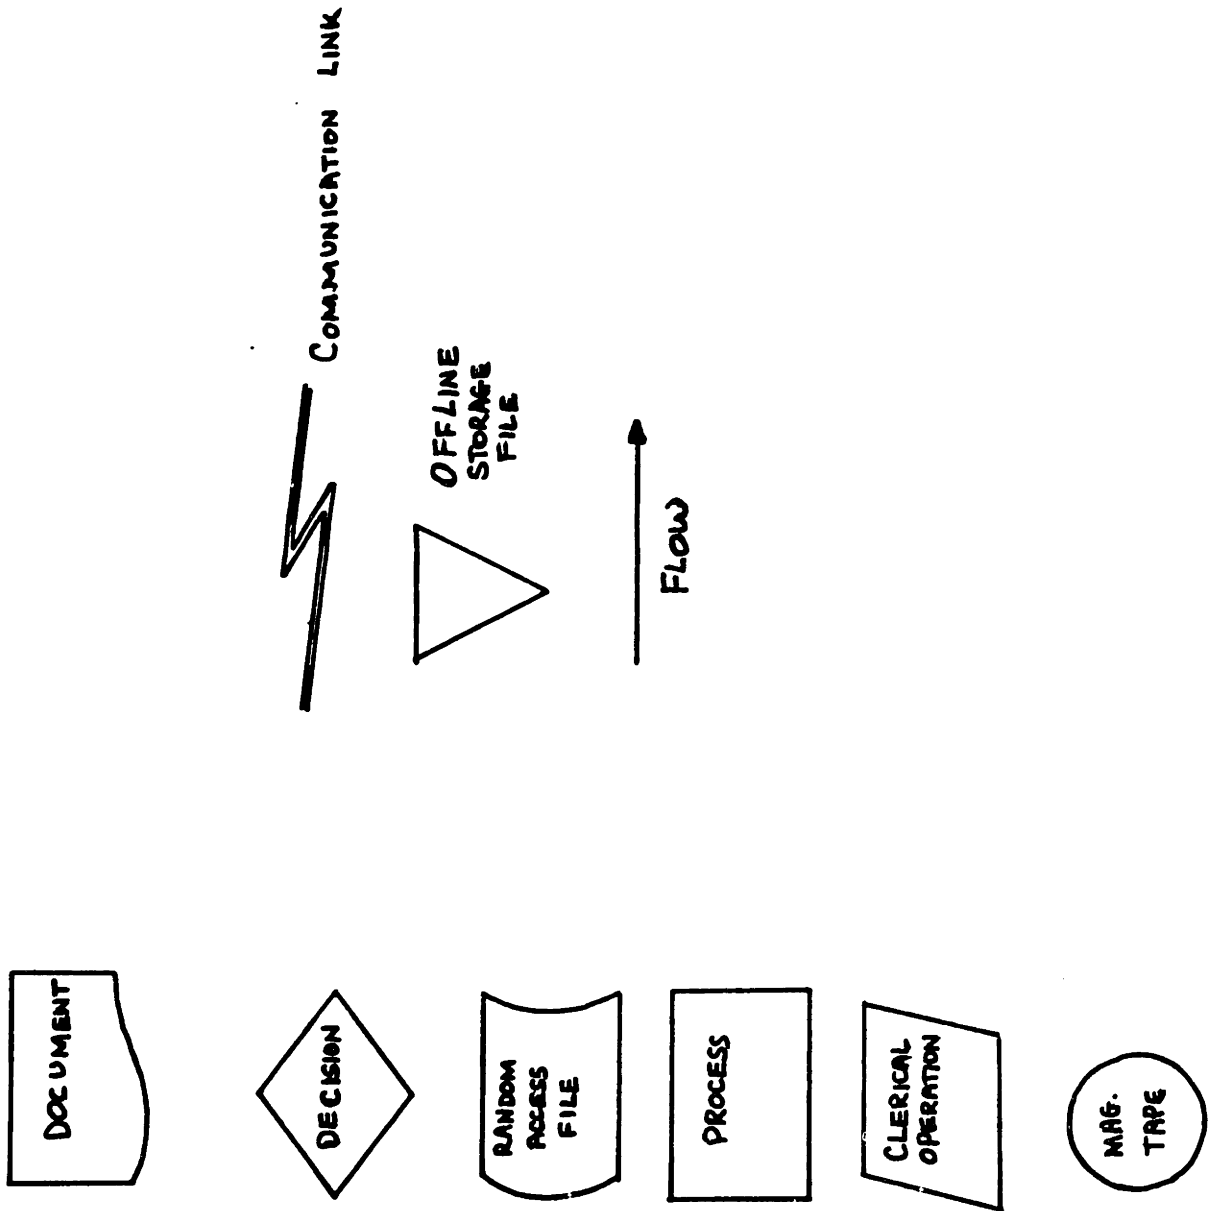 DOCUMENT
DECISION
RANDOM
ACCESS
FILE
PROCESS
CLERICAL
OPERATION
MAG.
TAPE
COMMUNICATION LINK
OFFLINE
STORAGE
FILE
FLOW